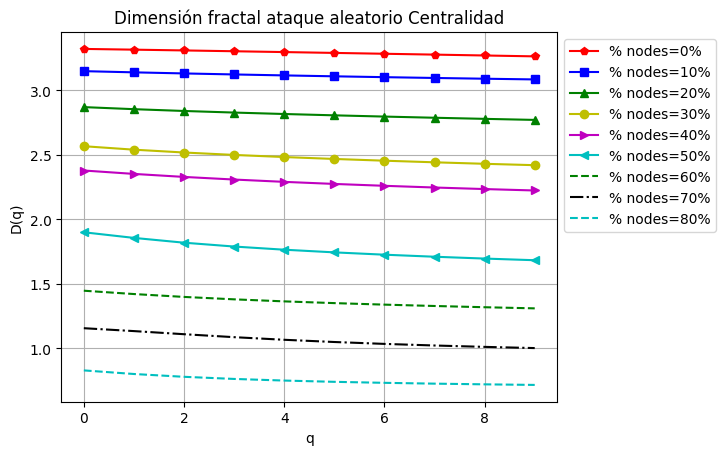 Dimensión fractal ataque aleatorio Centralidad
D(q)
3.0
2.5
2.0
1.5
1.0
0 2 4 6 8
q
% nodes=0%
% nodes=10%
% nodes=20%
% nodes=30%
% nodes=40%
% nodes=50%
% nodes=60%
% nodes=70%
% nodes=80%